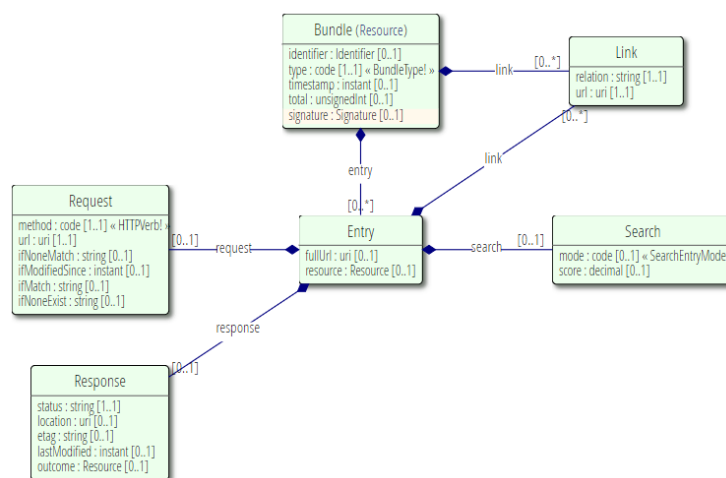 Bundle (Resource)
identifier : Identifier [0..1]
type : code [1..1] « BundleType! »
timestamp : instant [0..1]
total : unsignedInt [0..1]
signature : Signature [0..1]
link
[0..*]
Link
relation : string [1..1]
url : uri [1..1]
[0..*]
link
entry
[0..*]
Request
method : code [1..1] « HTTPVerb! »
url : uri [1..1]
ifNoneMatch : string [0..1]
ifModifiedSince : instant [0..1]
ifMatch : string [0..1]
ifNoneExist : string [0..1]
[0..1]
request
Entry
fullUrl : uri [0..1]
resource : Resource [0..1]
search
[0..1]
Search
mode : code [0..1] « SearchEntryMode
score : decimal [0..1]
response
[0..1]
Response
status : string [1..1]
location : uri [0..1]
etag : string [0..1]
lastModified : instant [0..1]
outcome : Resource [0..1]